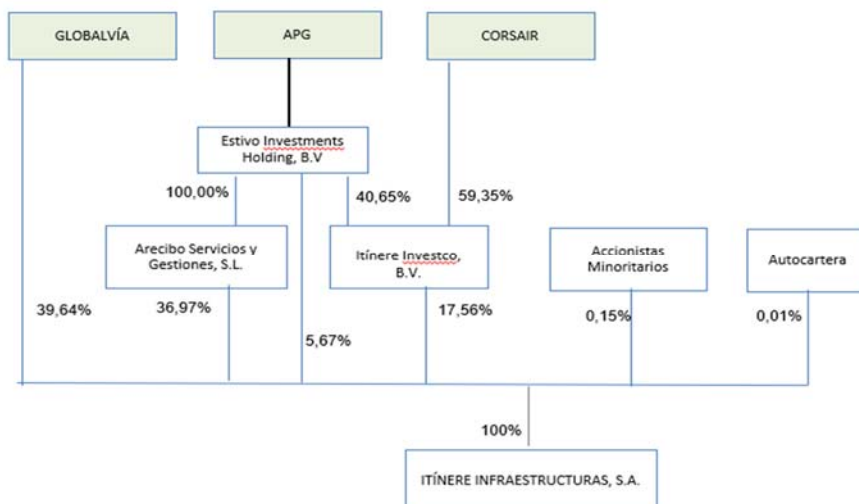 GLOBALVÍA
APG
CORSAIR
Estivo Investments
Holding, B.V
100,00%
40,65%
59,35%
Arecibo Servicios y
Gestiones, S.L.
Itínere Investco,
B.V.
Accionistas
Minoritarios
Autocartera
39,64%
36,97%
5,67%
17,56%
0,15%
0,01%
100%
ITÍNERE INFRAESTRUCTURAS, S.A.